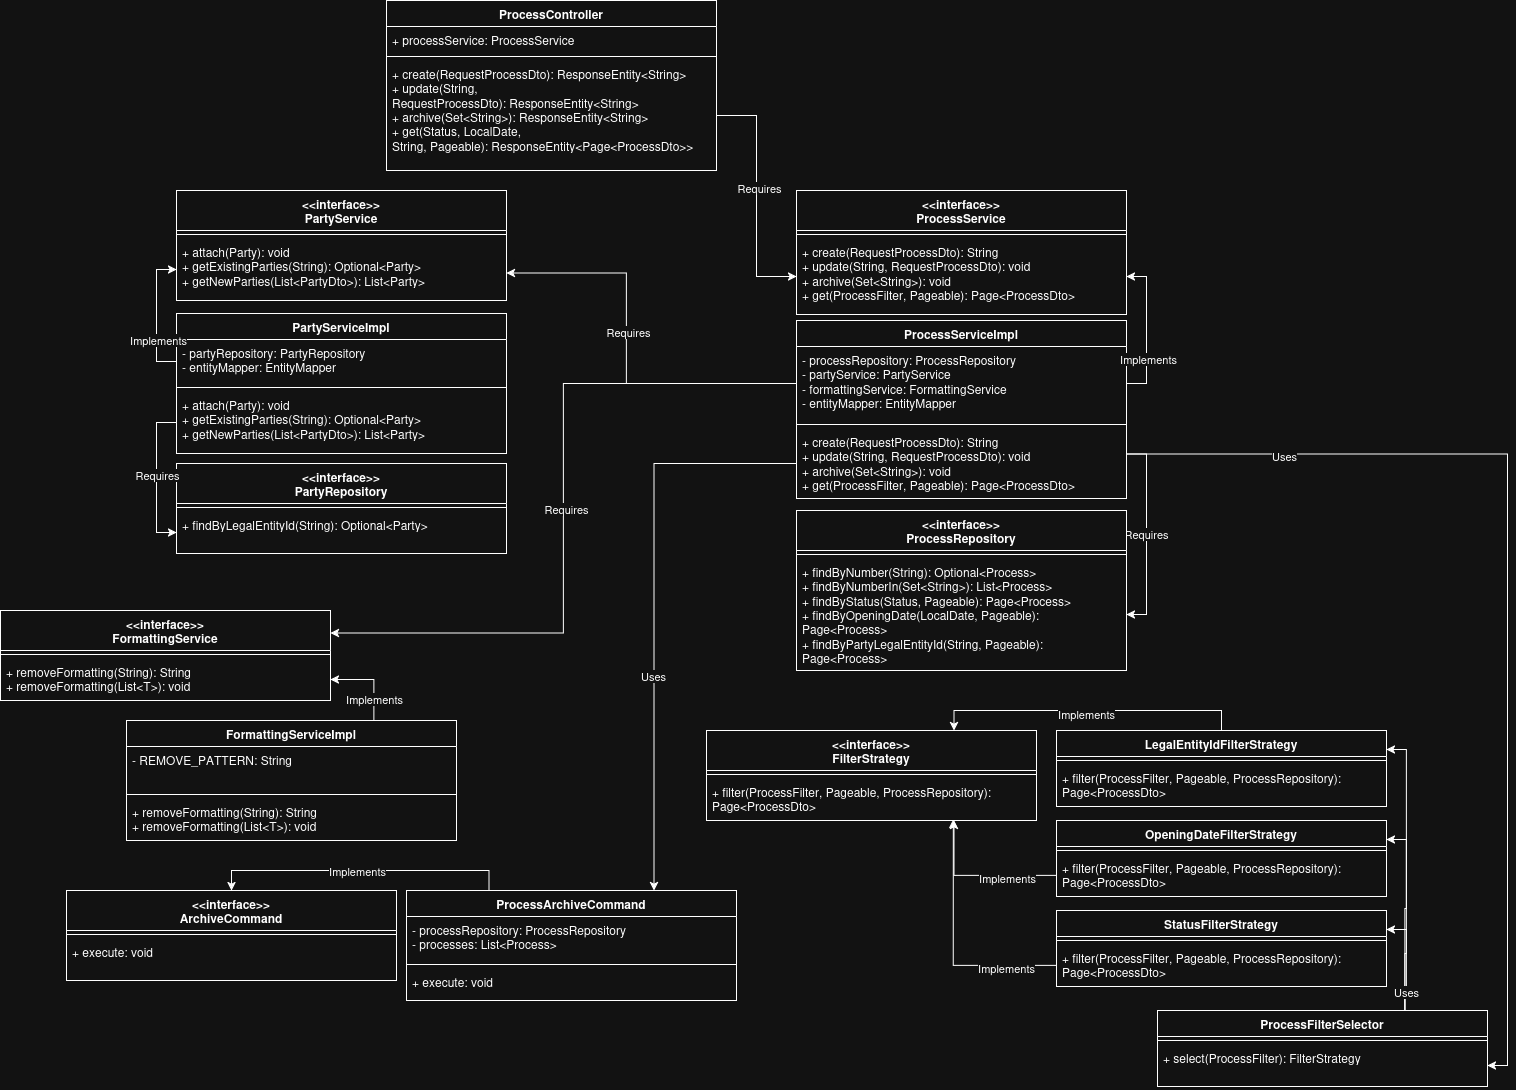 ProcessController
+ processService: ProcessService
+ create(RequestProcessDto): ResponseEntity<String>
+ update(String,
RequestProcessDto): ResponseEntity<String>
+ archive(Set<String>): ResponseEntity<String>
+ get(Status, LocalDate,
String, Pageable): ResponseEntity<Page<ProcessDto>>
Requires
<<interface>>
PartyService
+ attach(Party): void
+ getExistingParties(String): Optional<Party>
+ getNewParties(List<PartyDto>): List<Party>
Implements
PartyServiceImpl
- partyRepository: PartyRepository
- entityMapper: EntityMapper
+ attach(Party): void
+ getExistingParties(String): Optional<Party>
+ getNewParties(List<PartyDto>): List<Party>
Requires
<<interface>>
PartyRepository
+ findByLegalEntityId(String): Optional<Party>
Requires
Requires
<<interface>>
ProcessService
+ create(RequestProcessDto): String
+ update(String, RequestProcessDto): void
+ archive(Set<String>): void
+ get(ProcessFilter, Pageable): Page<ProcessDto>
Implements
ProcessServiceImpl
- processRepository: ProcessRepository
- partyService: PartyService
- formattingService: FormattingService
- entityMapper: EntityMapper
+ create(RequestProcessDto): String
+ update(String, RequestProcessDto): void
+ archive(Set<String>): void
+ get(ProcessFilter, Pageable): Page<ProcessDto>
Uses
Requires
<<interface>>
ProcessRepository
+ findByNumber(String): Optional<Process>
+ findByNumberIn(Set<String>): List<Process>
+ findByStatus(Status, Pageable): Page<Process>
+ findByOpeningDate(LocalDate, Pageable):
Page<Process>
+ findByPartyLegalEntityId(String, Pageable):
Page<Process>
<<interface>>
FormattingService
+ removeFormatting(String): String
+ removeFormatting(List<T>): void
Implements
FormattingServiceImpl
- REMOVE_PATTERN: String
+ removeFormatting(String): String
+ removeFormatting(List<T>): void
Uses
Implements
<<interface>>
FilterStrategy
+ filter(ProcessFilter, Pageable, ProcessRepository):
Page<ProcessDto>
LegalEntityIdFilterStrategy
+ filter(ProcessFilter, Pageable, ProcessRepository):
Page<ProcessDto>
OpeningDateFilterStrategy
+ filter(ProcessFilter, Pageable, ProcessRepository):
Page<ProcessDto>
Implements
StatusFilterStrategy
+ filter(ProcessFilter, Pageable, ProcessRepository):
Page<ProcessDto>
Implements
Uses
Implements
<<interface>>
ArchiveCommand
+ execute: void
ProcessArchiveCommand
- processRepository: ProcessRepository
- processes: List<Process>
+ execute: void
ProcessFilterSelector
+ select(ProcessFilter): FilterStrategy